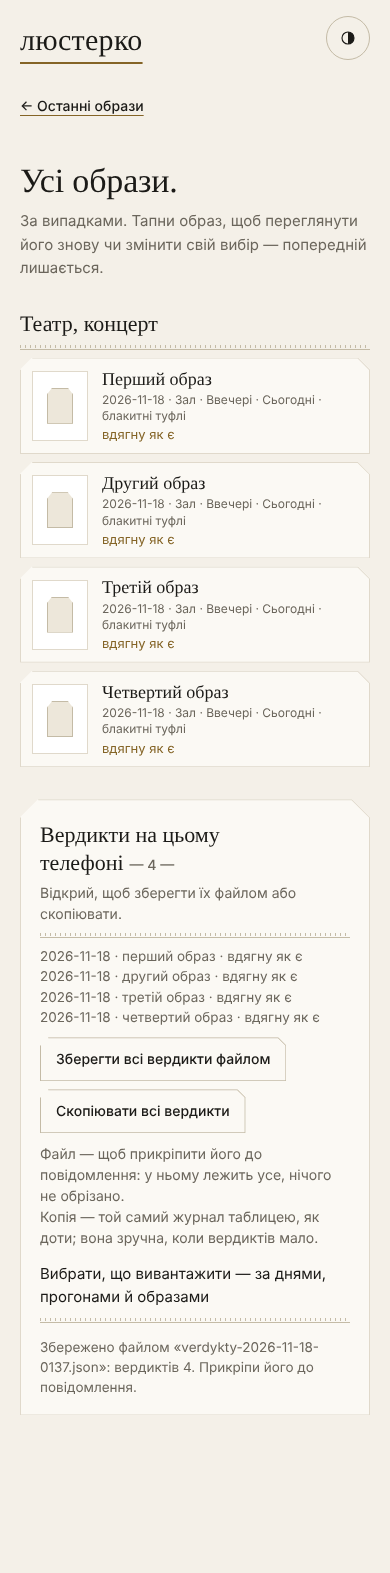 люстерко
← Останні образи
Усі образи.
За випадками. Тапни образ, щоб переглянути
його знову чи змінити свій вибір — попередній
лишається.
Театр, концерт
Перший образ
2026-11-18 · Зал · Ввечері · Сьогодні ·
блакитні туфлі
вдягну як є
Другий образ
2026-11-18 · Зал · Ввечері · Сьогодні ·
блакитні туфлі
вдягну як є
Третій образ
2026-11-18 · Зал · Ввечері · Сьогодні ·
блакитні туфлі
вдягну як є
Четвертий образ
2026-11-18 · Зал · Ввечері · Сьогодні ·
блакитні туфлі
вдягну як є
Вердикти на цьому
телефоні — 4 —
Відкрий, щоб зберегти їх файлом або
скопіювати.
2026-11-18 · перший образ · вдягну як є
2026-11-18 · другий образ · вдягну як є
2026-11-18 · третій образ · вдягну як є
2026-11-18 · четвертий образ · вдягну як є
Зберегти всі вердикти файлом
Скопіювати всі вердикти
Файл — щоб прикріпити його до
повідомлення: у ньому лежить усе, нічого
не обрізано.
Копія — той самий журнал таблицею, як
доти; вона зручна, коли вердиктів мало.
Вибрати, що вивантажити — за днями,
прогонами й образами
Збережено файлом «verdykty-2026-11-18-
0137.json»: вердиктів 4. Прикріпи його до
повідомлення.